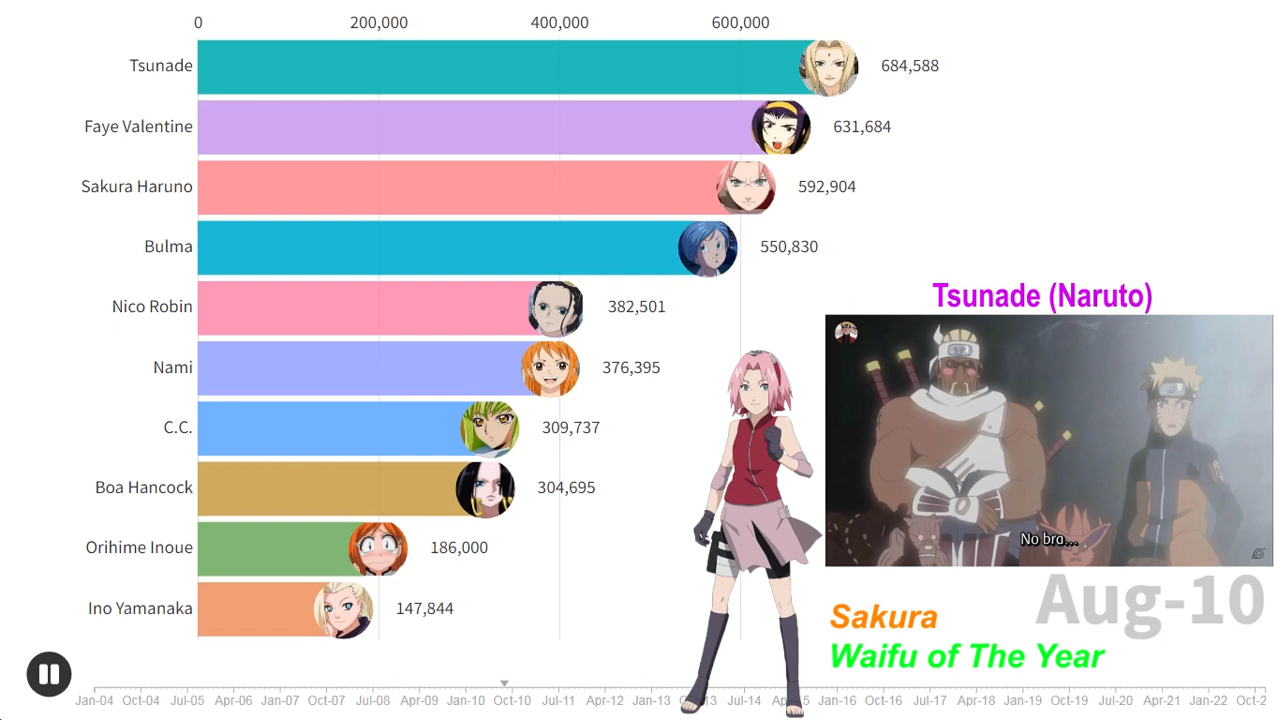 0 200,000 400,000 600,000
Tsunade 684,588
Faye Valentine 631,684
Sakura Haruno 592,904
Bulma 550,830
Nico Robin 382,501
Nami 376,395
C.C. 309,737
Boa Hancock 304,695
Orihime Inoue 186,000
Ino Yamanaka 147,844
Tsunade (Naruto)
No bra...
Aug-10
Sakura
Waifu of The Year
Jan-04 Oct-04 Jul-05 Apr-06 Jan-07 Oct-07 Jul-08 Apr-09 Jan-10 Oct-10 Jul-11 Apr-12 Jan-13 Jul-14 Jan-16 Oct-16 Jul-17 Apr-18 Jan-19 Oct-19 Jul-20 Apr-21 Jan-22 Oct-2